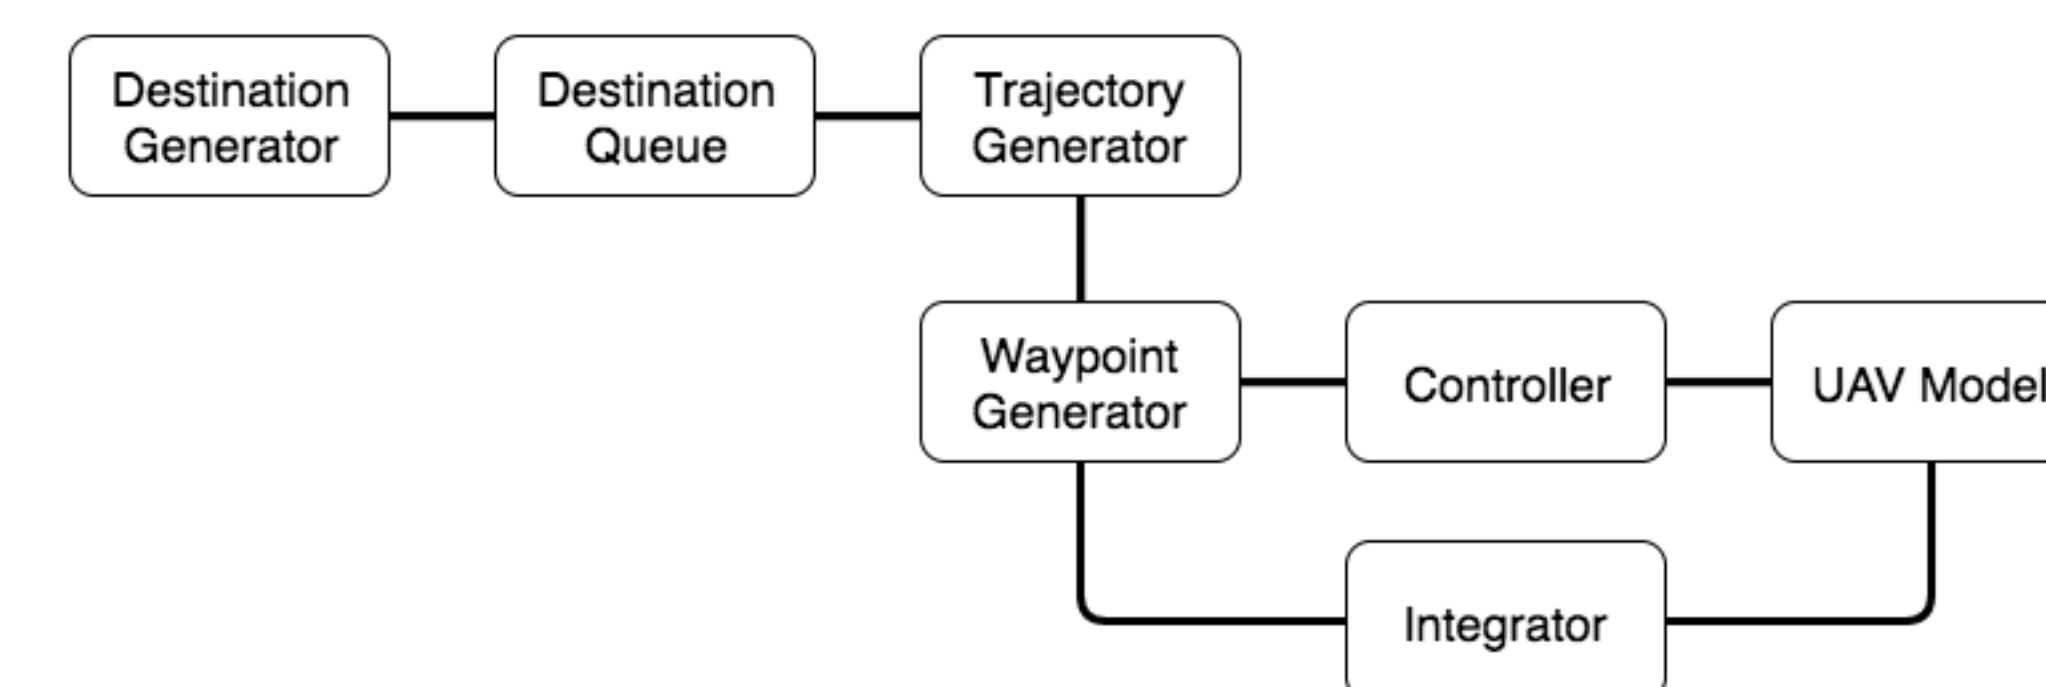 Destination
Generator
Destination
Queue
Trajectory
Generator
Waypoint
Generator
Controller
UAV Model
Integrator